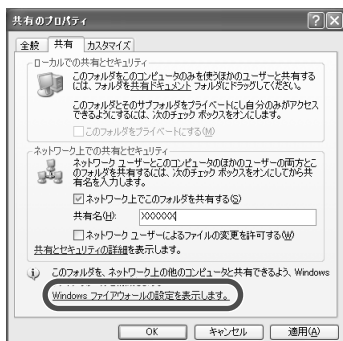 共有のプロパティ
全般
共有
カスタマイズ
ローカルでの共有とセキュリティ
このフォルダをこのコンピュータのみを使うほかのユーザーと共有する
には、フォルダを共有ドキュメント フォルダにドラッグしてください。
このフォルダとそのサブフォルダをプライベートにし自分のみがアクセス
できるようにするには、次のチェック ボックスをオンにします。
このフォルダをプライベートにする(M)
ネットワーク上での共有とセキュリティ
ネットワーク ユーザーとこのコンピュータのほかのユーザーの両方とこ
のフォルダを共有するには、次のチェック ボックスをオンにしてから共
有名を入力します。
ネットワーク上でこのフォルダを共有する(S)
共有名(H):
XXXXXX
ネットワーク ユーザーによるファイルの変更を許可する(W)
共有とセキュリティの詳細を表示します。
このフォルダを、ネットワーク上の他のコンピュータと共有できるよう、Windows
Windows ファイアウォールの設定を表示します。
OK
キャンセル
適用(A)